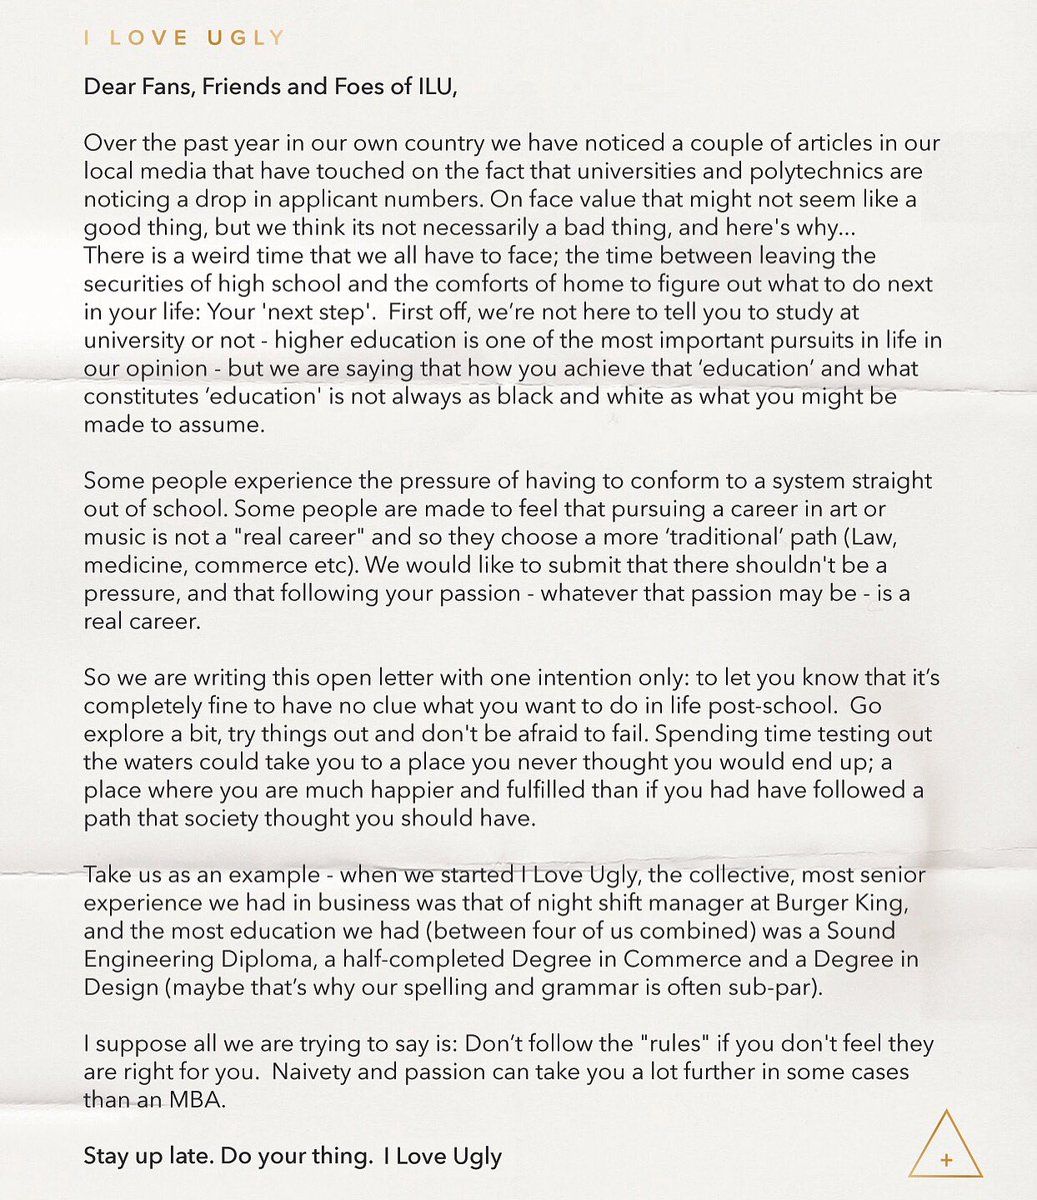 I LOVE UGLY
Dear Fans, Friends and Foes of ILU,
Over the past year in our own country we have noticed a couple of articles in our
local media that have touched on the fact that universities and polytechnics are
noticing a drop in applicant numbers. On face value that might not seem like a
good thing, but we think its not necessarily a bad thing, and here's why...
There is a weird time that we all have to face; the time between leaving the
securities of high school and the comforts of home to figure out what to do next
in your life: Your 'next step'.  First off, we’re not here to tell you to study at
university or not - higher education is one of the most important pursuits in life in
our opinion - but we are saying that how you achieve that ‘education’ and what
constitutes ‘education' is not always as black and white as what you might be
made to assume.
Some people experience the pressure of having to conform to a system straight
out of school. Some people are made to feel that pursuing a career in art or
music is not a "real career" and so they choose a more ‘traditional’ path (Law,
medicine, commerce etc). We would like to submit that there shouldn't be a
pressure, and that following your passion - whatever that passion may be - is a
real career.
So we are writing this open letter with one intention only: to let you know that it’s
completely fine to have no clue what you want to do in life post-school.  Go
explore a bit, try things out and don't be afraid to fail. Spending time testing out
the waters could take you to a place you never thought you would end up; a
place where you are much happier and fulfilled than if you had have followed a
path that society thought you should have.
Take us as an example - when we started I Love Ugly, the collective, most senior
experience we had in business was that of night shift manager at Burger King,
and the most education we had (between four of us combined) was a Sound
Engineering Diploma, a half-completed Degree in Commerce and a Degree in
Design (maybe that’s why our spelling and grammar is often sub-par).
I suppose all we are trying to say is: Don’t follow the "rules" if you don't feel they
are right for you.  Naivety and passion can take you a lot further in some cases
than an MBA.
Stay up late. Do your thing.  I Love Ugly
+